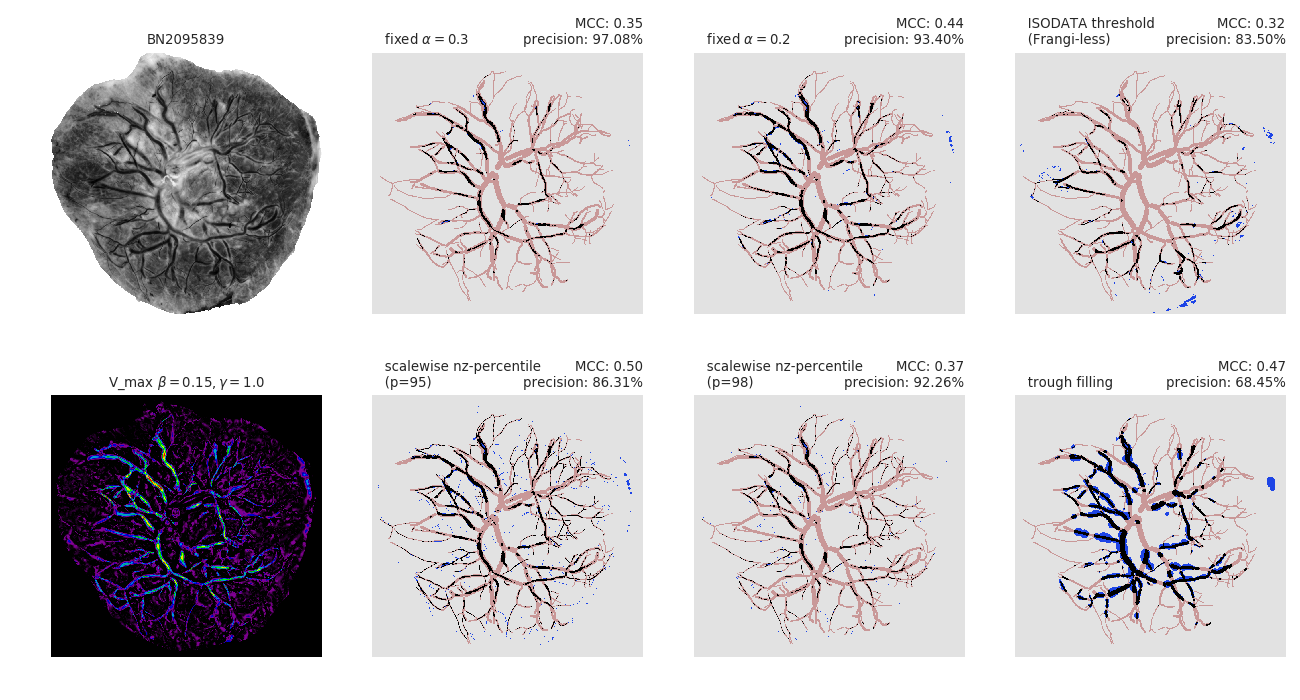 BN2095839
fixed α = 0.3
MCC: 0.35
precision: 97.08%
fixed α = 0.2
MCC: 0.44
precision: 93.40%
ISODATA threshold
(Frangi-less)
MCC: 0.32
precision: 83.50%
V_max β = 0.15, γ = 1.0
scalewise nz-percentile
(p=95)
MCC: 0.50
precision: 86.31%
scalewise nz-percentile
(p=98)
MCC: 0.37
precision: 92.26%
trough filling
MCC: 0.47
precision: 68.45%